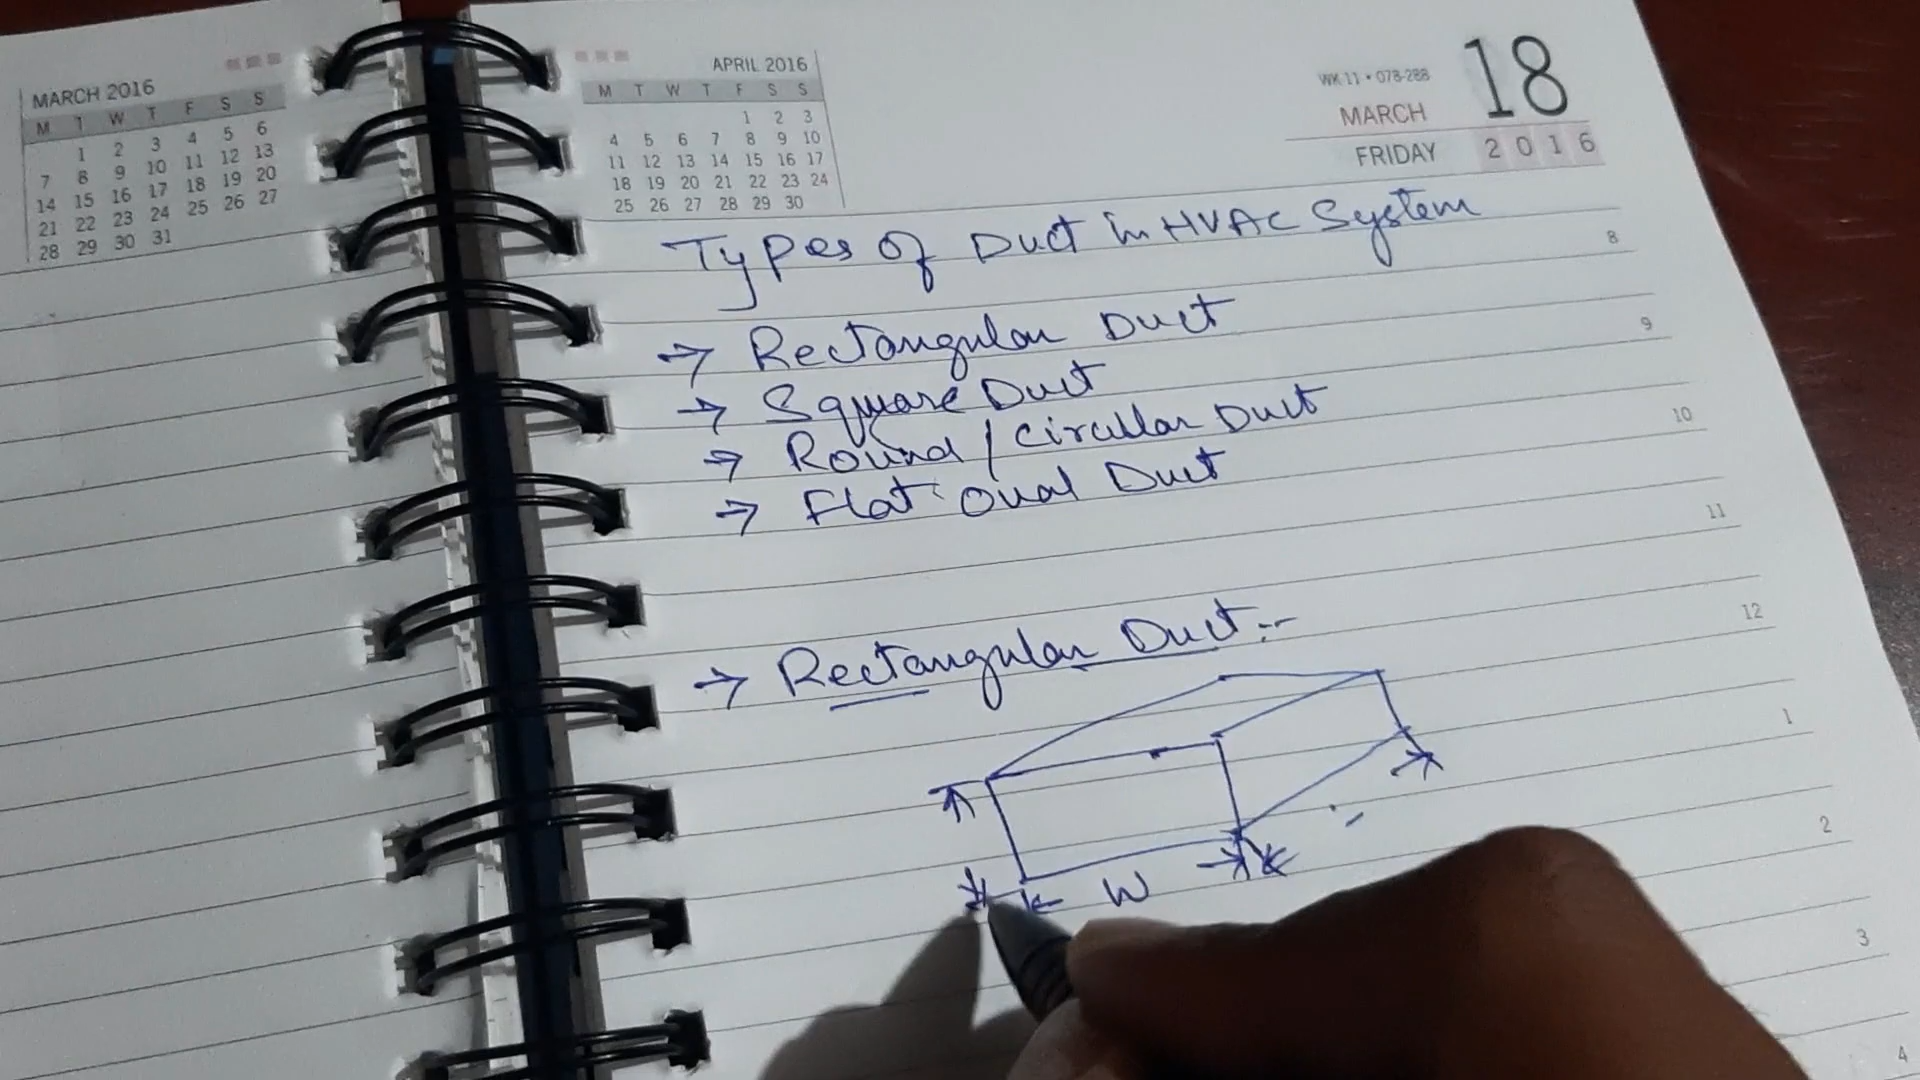 MARCH 2016
M T W T F S S
1 2 3 4 5 6
7 8 9 10 11 12 13
14 15 16 17 18 19 20
21 22 23 24 25 26 27
28 29 30 31
APRIL 2016
M T W T F S S
1 2 3
4 5 6 7 8 9 10
11 12 13 14 15 16 17
18 19 20 21 22 23 24
25 26 27 28 29 30
WK 11 • 078-288
MARCH
18
FRIDAY
2016
Types of Duct in HVAC System
8
→ Rectangular Duct
9
→ Square Duct
→ Round / Circullar Duct
10
→ Flat Oval Duct
11
→ Rectangular Duct:-
12
1
2
W
3
4